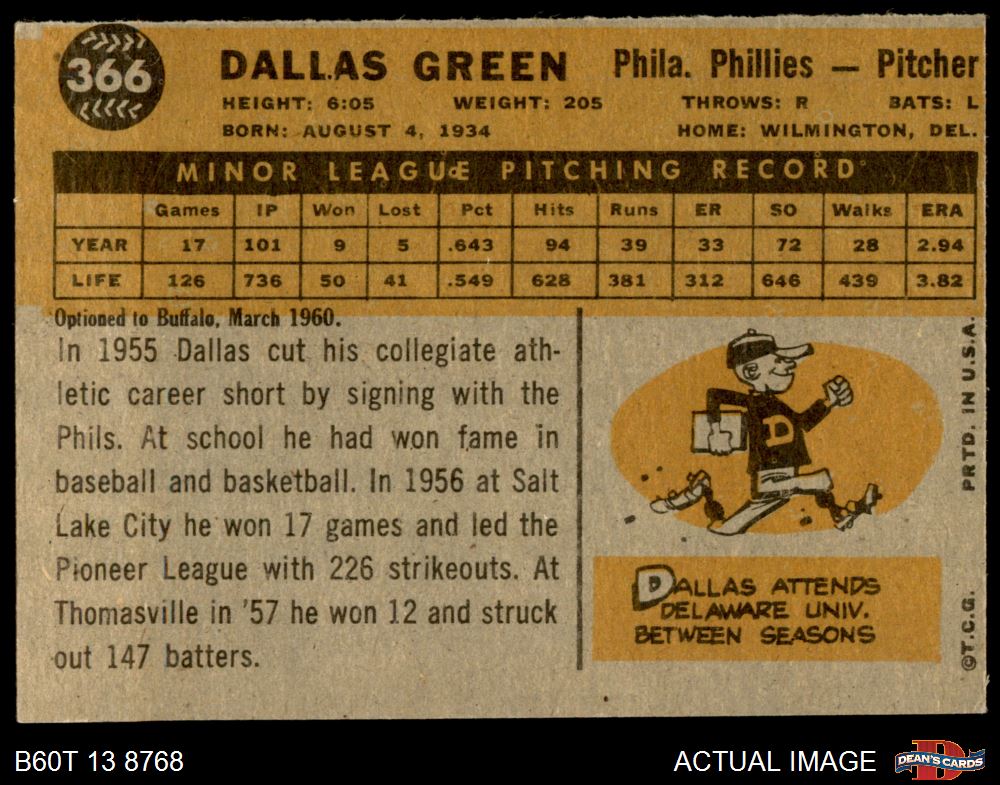 366
DALLAS GREEN Phila. Phillies — Pitcher
HEIGHT: 6:05 WEIGHT: 205 THROWS: R BATS: L
BORN: AUGUST 4, 1934 HOME: WILMINGTON, DEL.
MINOR LEAGUE PITCHING RECORD
Games IP Won Lost Pct Hits Runs ER SO Walks ERA
YEAR 17 101 9 5 .643 94 39 33 72 28 2.94
LIFE 126 736 50 41 .549 628 381 312 646 439 3.82
Optioned to Buffalo, March 1960.
In 1955 Dallas cut his collegiate ath-
letic career short by signing with the
Phils. At school he had won fame in
baseball and basketball. In 1956 at Salt
Lake City he won 17 games and led the
Pioneer League with 226 strikeouts. At
Thomasville in '57 he won 12 and struck
out 147 batters.
D
DALLAS ATTENDS
DELAWARE UNIV.
BETWEEN SEASONS
©T.C.G. PRTD. IN U.S.A.
B60T 13 8768 ACTUAL IMAGE
D
DEAN'S CARDS